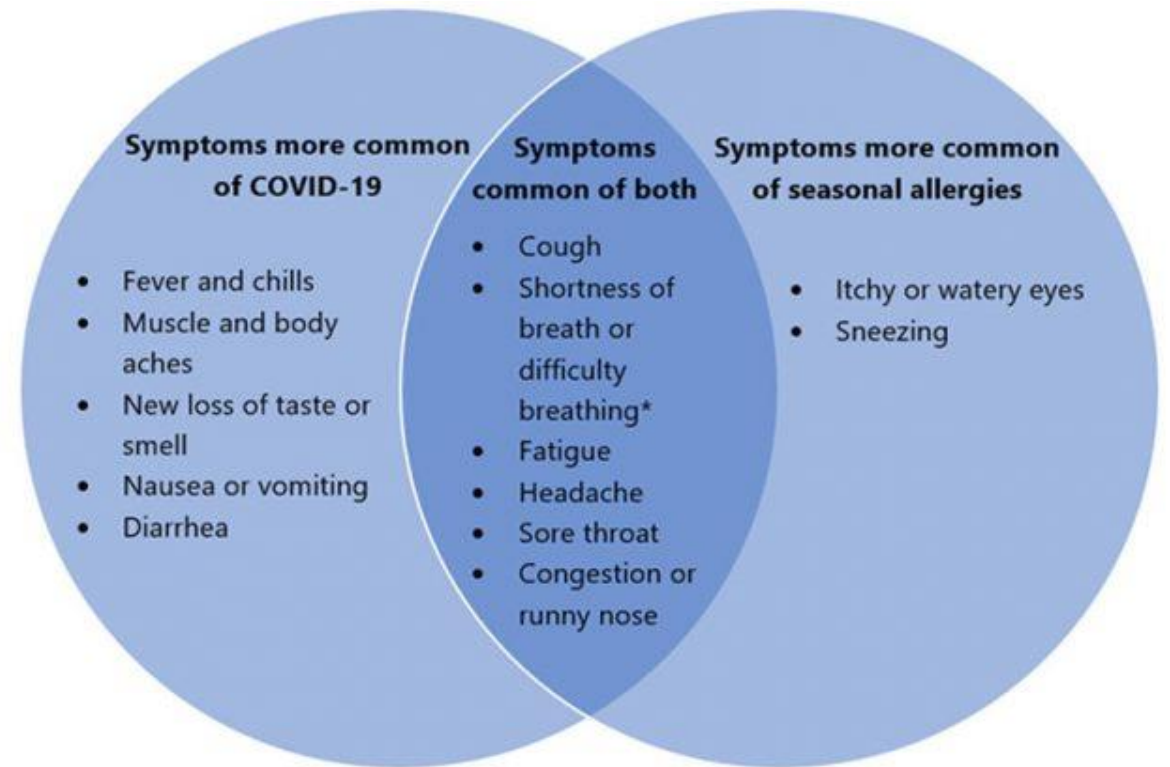 Symptoms more common
of COVID-19
• Fever and chills
• Muscle and body
aches
• New loss of taste or
smell
• Nausea or vomiting
• Diarrhea
Symptoms
common of both
• Cough
• Shortness of
breath or
difficulty
breathing*
• Fatigue
• Headache
• Sore throat
• Congestion or
runny nose
Symptoms more common
of seasonal allergies
• Itchy or watery eyes
• Sneezing